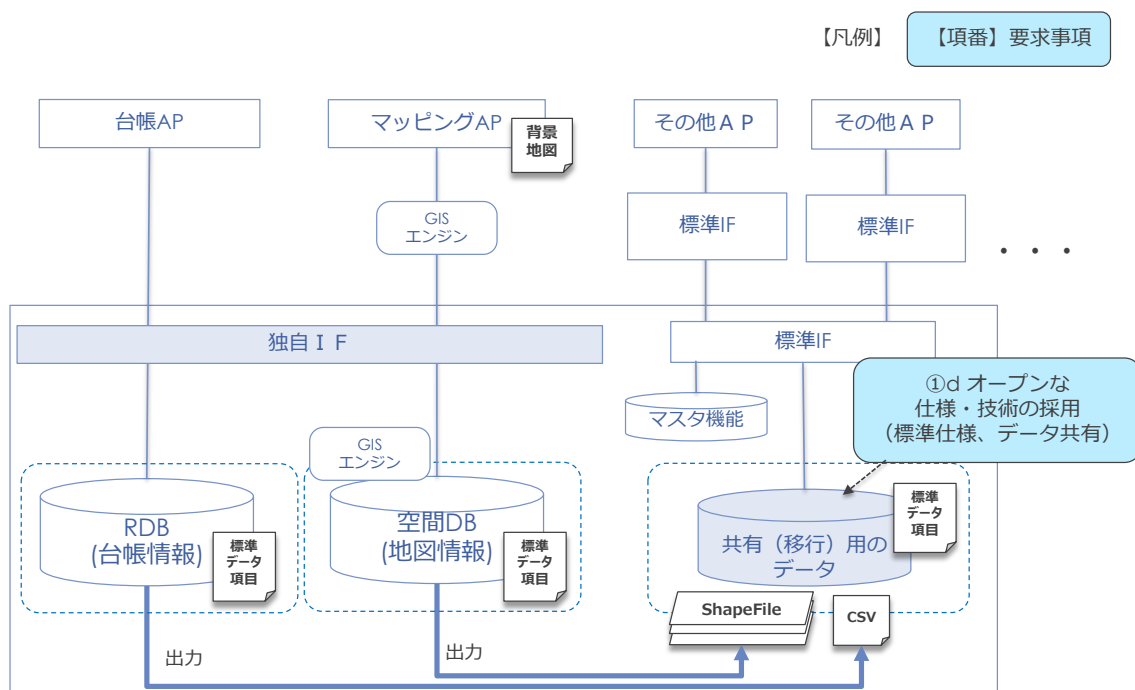 【凡例】
【項番】要求事項
台帳AP
マッピングAP
背景
地図
その他ＡＰ
その他ＡＰ
GIS
エンジン
標準IF
標準IF
・・・
独自ＩＦ
標準IF
①d オープンな
仕様・技術の採用
（標準仕様、データ共有）
マスタ機能
GIS
エンジン
RDB
(台帳情報)
標準
データ
項目
空間DB
(地図情報)
標準
データ
項目
共有（移行）用の
データ
標準
データ
項目
ShapeFile
CSV
出力
出力